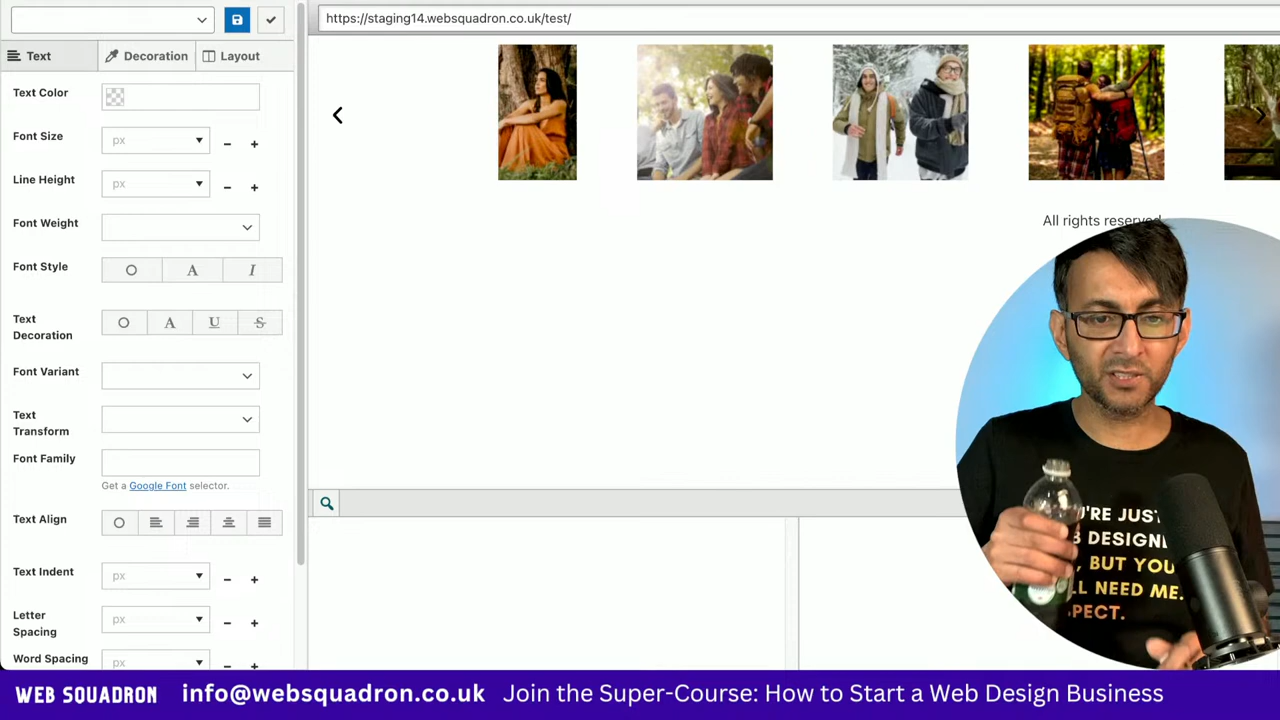 https://staging14.websquadron.co.uk/test/
Text
Decoration
Layout
Text Color
Font Size
px
Line Height
px
Font Weight
Font Style
A
I
Text
Decoration
A
U
S
Font Variant
Text
Transform
Font Family
Get a Google Font selector.
Text Align
Text Indent
px
Letter
Spacing
px
Word Spacing
px
All rights reserved
'RE JUST
DESIGNE
, BUT YOU
LL NEED ME.
SPECT.
WEB SQUADRON
info@websquadron.co.uk
Join the Super-Course: How to Start a Web Design Business